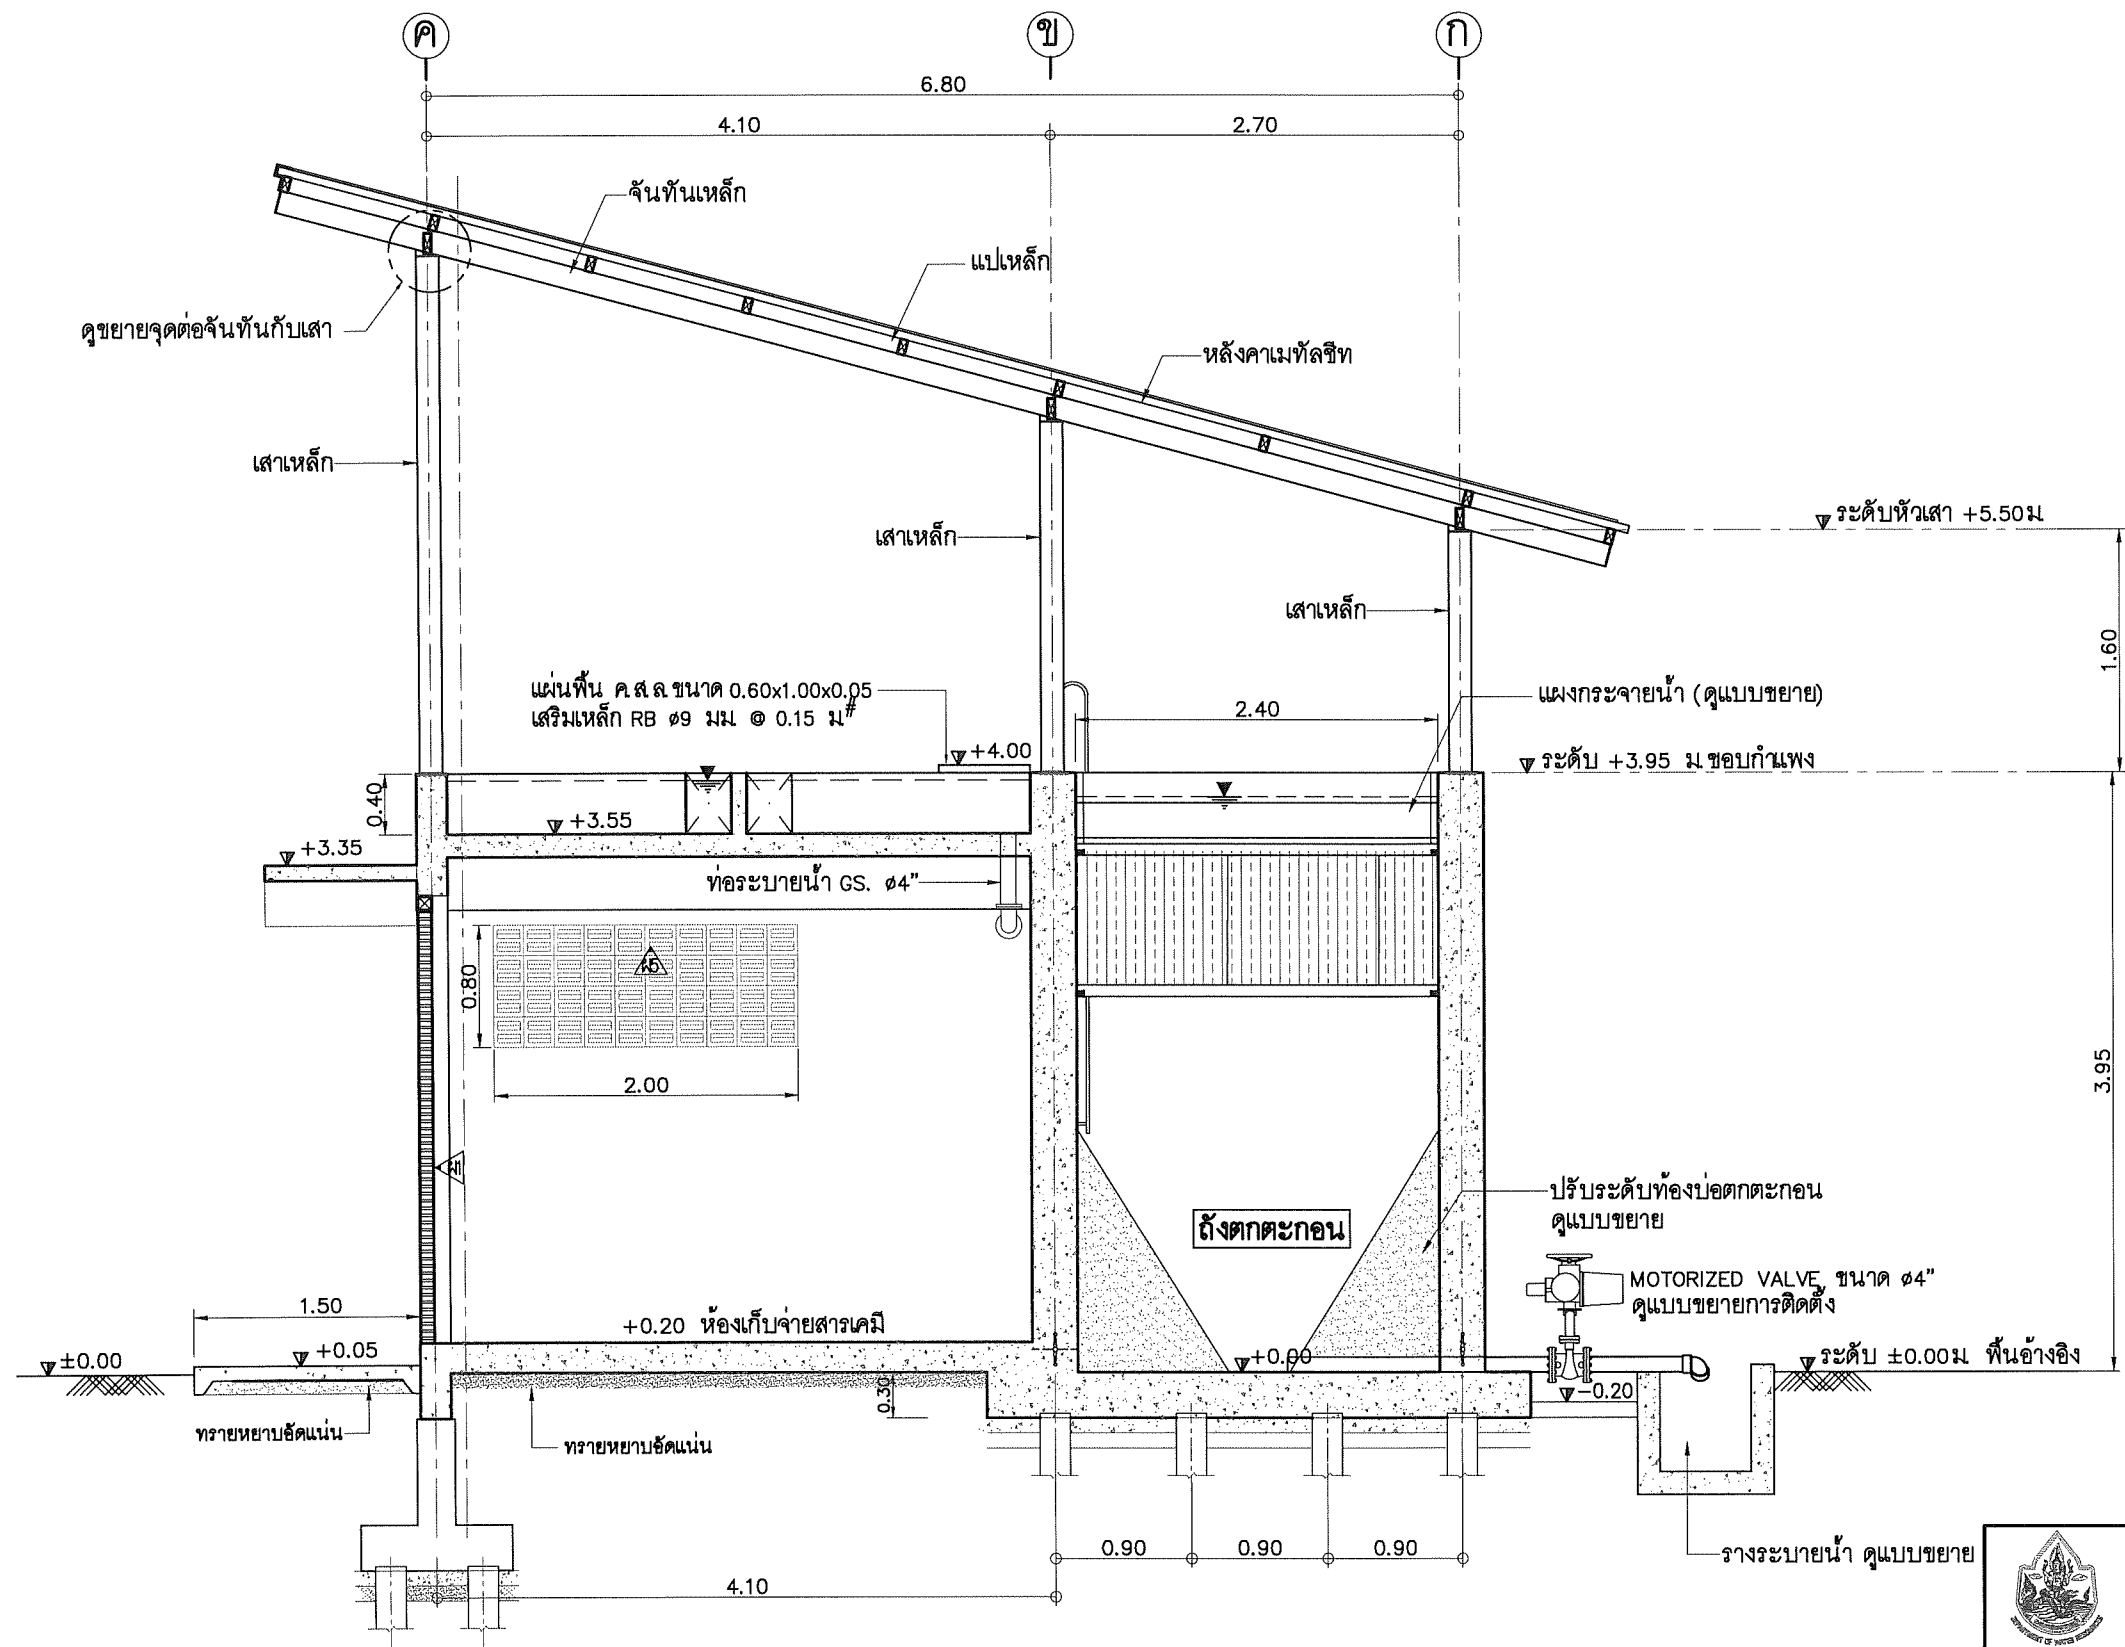 ค
ข
ก
6.80
4.10
2.70
จันทันเหล็ก
แปเหล็ก
ดูขยายจุดต่อจันทันกับเสา
หลังคาเมทัลชีท
เสาเหล็ก
เสาเหล็ก
เสาเหล็ก
ระดับหัวเสา +5.50ม.
1.60
แผ่นพื้น ค.ส.ล. ขนาด 0.60x1.00x0.05
เสริมเหล็ก RB ø9 มม. @ 0.15 ม.#
แผงกระจายน้ำ (ดูแบบขยาย)
2.40
+4.00
ระดับ +3.95 ม. ขอบกำแพง
0.40
+3.55
+3.35
ท่อระบายน้ำ GS. ø4"
0.80
ผ5
2.00
3.95
ผ1
ปรับระดับท้องบ่อตกตะกอน
ดูแบบขยาย
ถังตกตะกอน
MOTORIZED VALVE ขนาด ø4"
ดูแบบขยายการติดตั้ง
1.50
+0.20 ห้องเก็บจ่ายสารเคมี
±0.00
+0.05
+0.00
ระดับ ±0.00ม. พื้นอ้างอิง
0.30
-0.20
ทรายหยาบอัดแน่น
ทรายหยาบอัดแน่น
0.90
0.90
0.90
รางระบายน้ำ ดูแบบขยาย
4.10
DEPARTMENT OF WATER RESOURCES